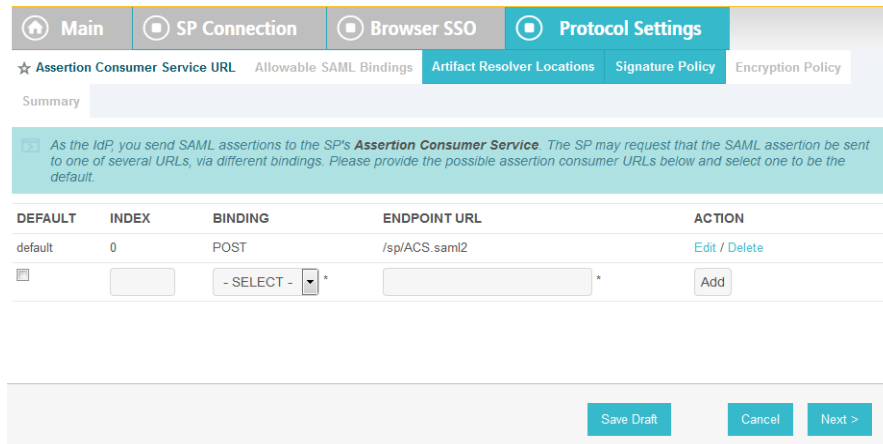 Main SP Connection Browser SSO Protocol Settings
Assertion Consumer Service URL Allowable SAML Bindings Artifact Resolver Locations Signature Policy Encryption Policy
Summary
As the IdP, you send SAML assertions to the SP's Assertion Consumer Service. The SP may request that the SAML assertion be sent
to one of several URLs, via different bindings. Please provide the possible assertion consumer URLs below and select one to be the
default.
DEFAULT INDEX BINDING ENDPOINT URL ACTION
default 0 POST /sp/ACS.saml2 Edit / Delete
- SELECT - * * Add
Save Draft Cancel Next >